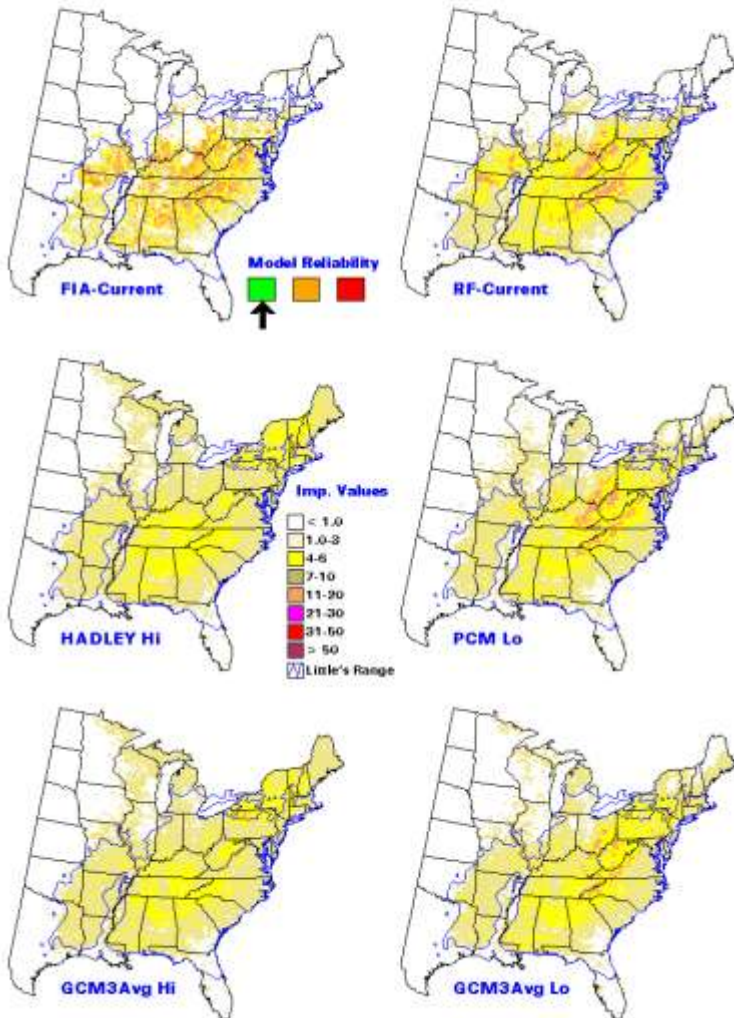 Model Reliability
FIA-Current
RF-Current
Imp. Values
< 1.0
1.0-3
4-6
7-10
11-20
21-30
31-50
> 50
Little's Range
HADLEY Hi
PCM Lo
GCM3Avg Hi
GCM3Avg Lo